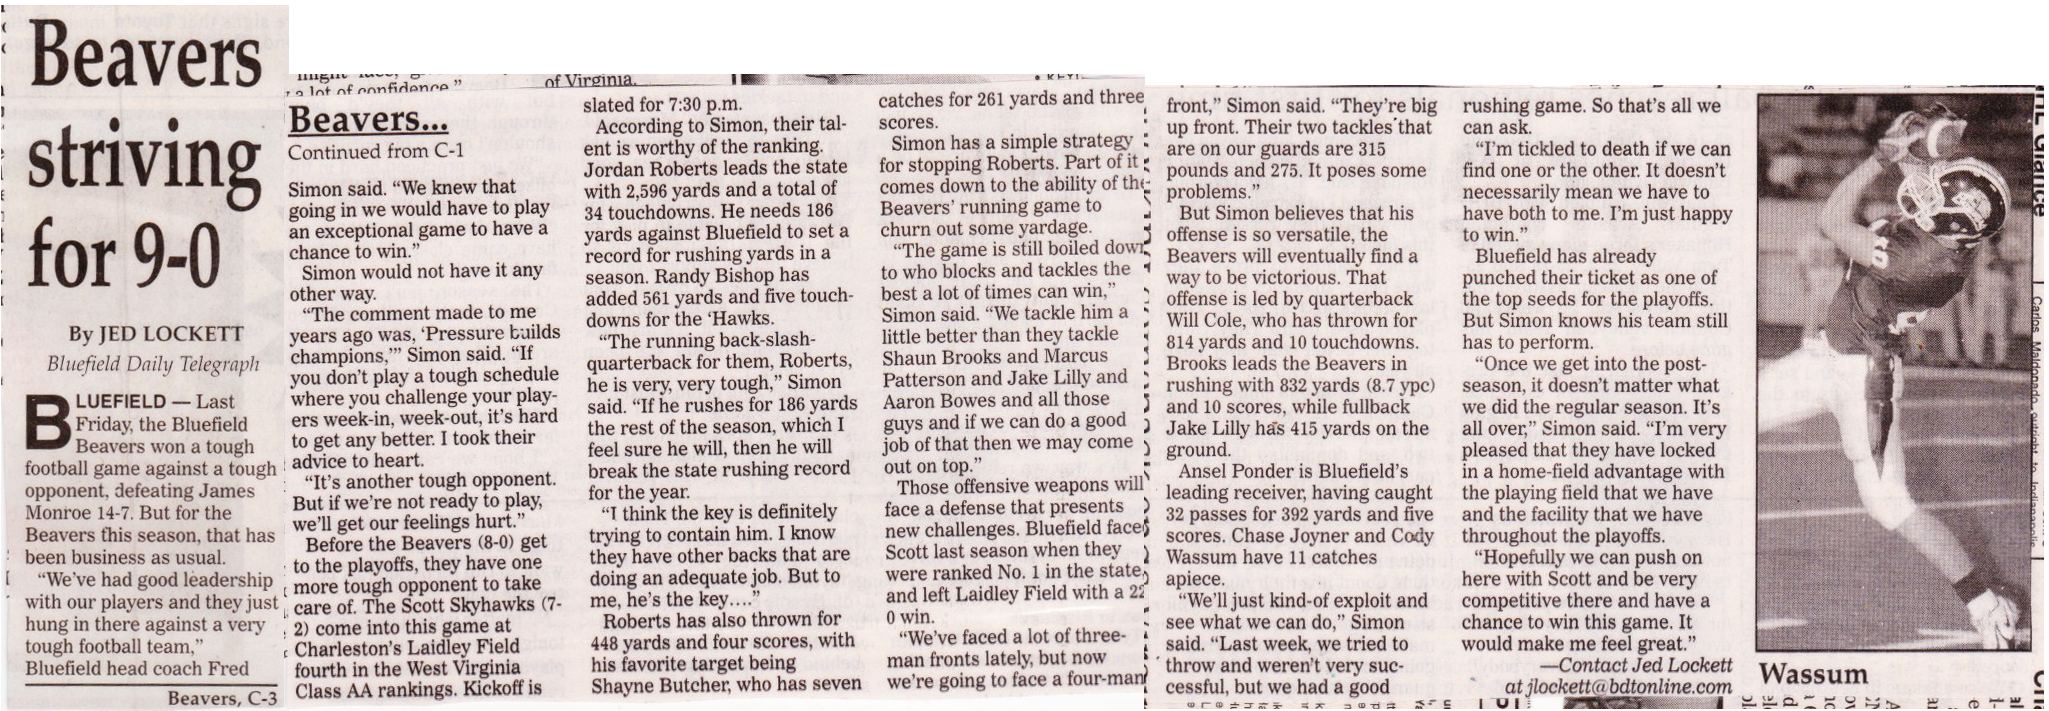 Beavers
striving
for 9-0
By JED LOCKETT
Bluefield Daily Telegraph
BLUEFIELD — Last
Friday, the Bluefield
Beavers won a tough
football game against a tough
opponent, defeating James
Monroe 14-7. But for the
Beavers this season, that has
been business as usual.
“We’ve had good leadership
with our players and they just
hung in there against a very
tough football team,”
Bluefield head coach Fred
Beavers, C-3
a lot of confidence.”
of Virginia.
Beavers...
Continued from C-1
Simon said. “We knew that
going in we would have to play
an exceptional game to have a
chance to win.”
Simon would not have it any
other way.
“The comment made to me
years ago was, ‘Pressure builds
champions,’” Simon said. “If
you don’t play a tough schedule
where you challenge your play-
ers week-in, week-out, it’s hard
to get any better. I took their
advice to heart.
“It’s another tough opponent.
But if we’re not ready to play,
we’ll get our feelings hurt.”
Before the Beavers (8-0) get
to the playoffs, they have one
more tough opponent to take
care of. The Scott Skyhawks (7-
2) come into this game at
Charleston’s Laidley Field
fourth in the West Virginia
Class AA rankings. Kickoff is
slated for 7:30 p.m.
According to Simon, their tal-
ent is worthy of the ranking.
Jordan Roberts leads the state
with 2,596 yards and a total of
34 touchdowns. He needs 186
yards against Bluefield to set a
record for rushing yards in a
season. Randy Bishop has
added 561 yards and five touch-
downs for the ‘Hawks.
“The running back-slash-
quarterback for them, Roberts,
he is very, very tough,” Simon
said. “If he rushes for 186 yards
the rest of the season, which I
feel sure he will, then he will
break the state rushing record
for the year.
“I think the key is definitely
trying to contain him. I know
they have other backs that are
doing an adequate job. But to
me, he’s the key....”
Roberts has also thrown for
448 yards and four scores, with
his favorite target being
Shayne Butcher, who has seven
catches for 261 yards and three
scores.
Simon has a simple strategy
for stopping Roberts. Part of it
comes down to the ability of the
Beavers’ running game to
churn out some yardage.
“The game is still boiled down
to who blocks and tackles the
best a lot of times can win,”
Simon said. “We tackle him a
little better than they tackle
Shaun Brooks and Marcus
Patterson and Jake Lilly and
Aaron Bowes and all those
guys and if we can do a good
job of that then we may come
out on top.”
Those offensive weapons will
face a defense that presents
new challenges. Bluefield faced
Scott last season when they
were ranked No. 1 in the state,
and left Laidley Field with a 22
0 win.
“We’ve faced a lot of three-
man fronts lately, but now
we’re going to face a four-man
front,” Simon said. “They’re big
up front. Their two tackles that
are on our guards are 315
pounds and 275. It poses some
problems.”
But Simon believes that his
offense is so versatile, the
Beavers will eventually find a
way to be victorious. That
offense is led by quarterback
Will Cole, who has thrown for
814 yards and 10 touchdowns.
Brooks leads the Beavers in
rushing with 832 yards (8.7 ypc)
and 10 scores, while fullback
Jake Lilly has 415 yards on the
ground.
Ansel Ponder is Bluefield’s
leading receiver, having caught
32 passes for 392 yards and five
scores. Chase Joyner and Cody
Wassum have 11 catches
apiece.
“We’ll just kind-of exploit and
see what we can do,” Simon
said. “Last week, we tried to
throw and weren’t very suc-
cessful, but we had a good
rushing game. So that’s all we
can ask.
“I’m tickled to death if we can
find one or the other. It doesn’t
necessarily mean we have to
have both to me. I’m just happy
to win.”
Bluefield has already
punched their ticket as one of
the top seeds for the playoffs.
But Simon knows his team still
has to perform.
“Once we get into the post-
season, it doesn’t matter what
we did the regular season. It’s
all over,” Simon said. “I’m very
pleased that they have locked
in a home-field advantage with
the playing field that we have
and the facility that we have
throughout the playoffs.
“Hopefully we can push on
here with Scott and be very
competitive there and have a
chance to win this game. It
would make me feel great.”
—Contact Jed Lockett
at jlockett@bdtonline.com
Wassum
Glance
Carlos Maldonado outright to Indianapolis